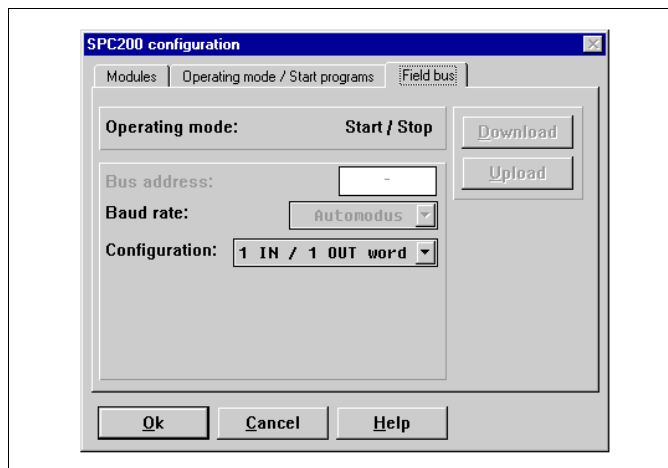 SPC200 configuration
Modules Operating mode / Start programs Field bus
Operating mode: Start / Stop
Download
Upload
Bus address: -
Baud rate: Automodus
Configuration: 1 IN / 1 OUT word
Ok Cancel Help